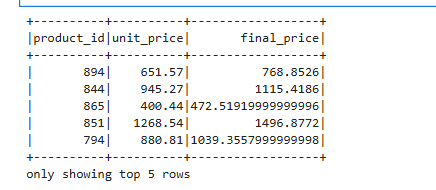 +----------+----------+------------------+
|product_id|unit_price|       final_price|
+----------+----------+------------------+
|       894|    651.57|          768.8526|
|       844|    945.27|         1115.4186|
|       865|    400.44|472.51919999999996|
|       851|   1268.54|         1496.8772|
|       794|    880.81|1039.3557999999998|
+----------+----------+------------------+
only showing top 5 rows